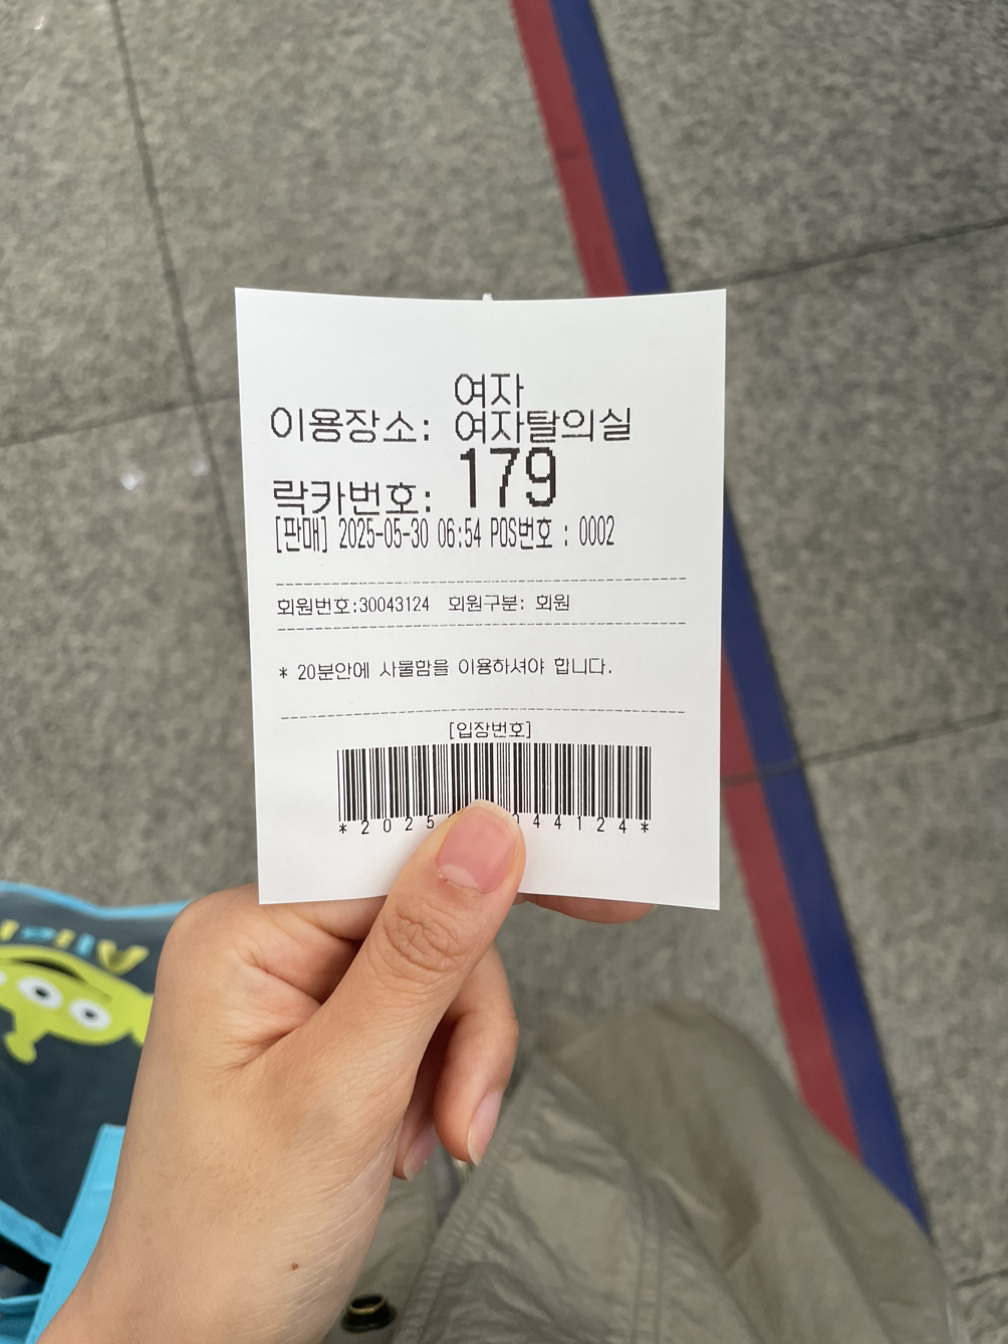 여자
이용장소: 여자탈의실
락카번호: 179
[판매] 2025-05-30 06:54 POS번호 : 0002
회원번호:30043124 회원구분: 회원
* 20분안에 사물함을 이용하셔야 합니다.
[입장번호]